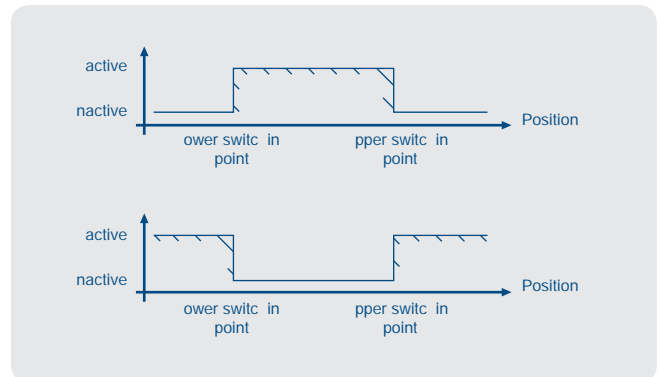 active
nactive
Position
ower switc in
point
pper switc in
point
active
nactive
Position
ower switc in
point
pper switc in
point